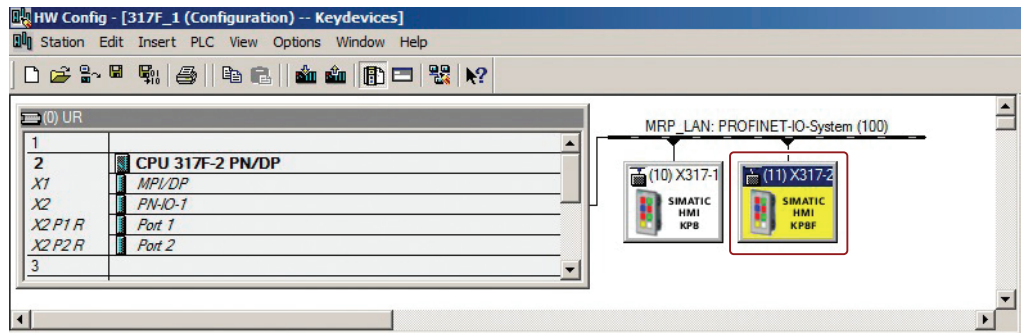 HW Config - [317F_1 (Configuration) -- Keydevices]
Station Edit Insert PLC View Options Window Help
(0) UR
1
2 CPU 317F-2 PN/DP
X1 MPI/DP
X2 PN-IO-1
X2 P1 R Port 1
X2 P2 R Port 2
3
MRP_LAN: PROFINET-IO-System (100)
(10) X317-1
SIMATIC
HMI
KP8
(11) X317-2
SIMATIC
HMI
KP8F